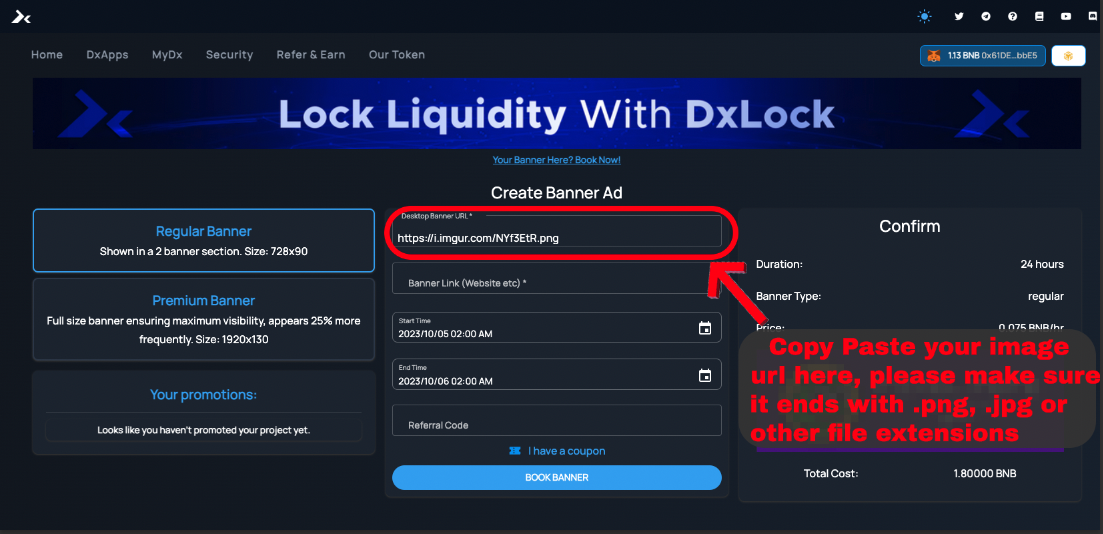 Home DxApps MyDx Security Refer & Earn Our Token 1.13 BNB 0x61DE...bbE5
Lock Liquidity With DxLock
Your Banner Here? Book Now!
Create Banner Ad
Regular Banner
Shown in a 2 banner section. Size: 728x90
Premium Banner
Full size banner ensuring maximum visibility, appears 25% more
frequently. Size: 1920x130
Your promotions:
Looks like you haven't promoted your project yet.
Desktop Banner URL *
https://i.imgur.com/NYf3EtR.png
Banner Link (Website etc) *
Start Time
2023/10/05 02:00 AM
End Time
2023/10/06 02:00 AM
Referral Code
I have a coupon
BOOK BANNER
Confirm
Duration: 24 hours
Banner Type: regular
Price: 0.075 BNB/hr
Copy Paste your image
url here, please make sure
it ends with .png, .jpg or
other file extensions
Total Cost: 1.80000 BNB